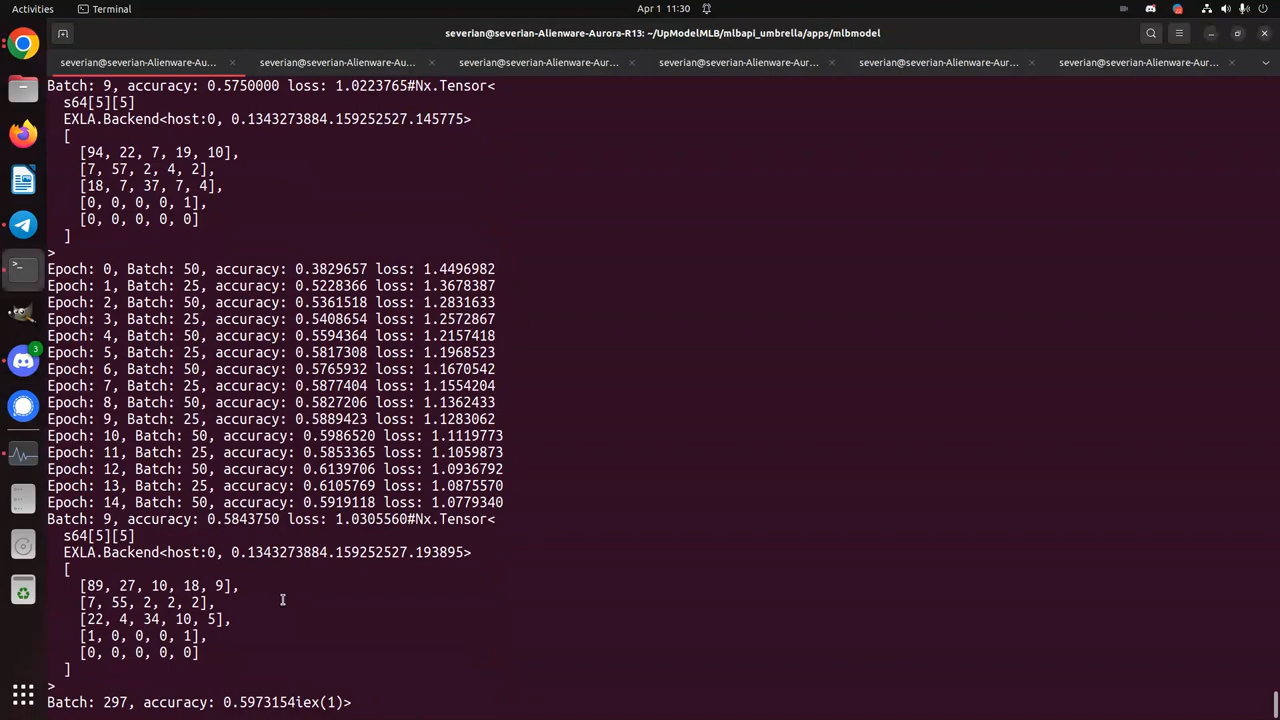 Activities
Terminal
Apr 1 11:30
severian@severian-Alienware-Aurora-R13: ~/UpModelMLB/mlbapi_umbrella/apps/mlbmodel
severian@severian-Alienware-Au... × severian@severian-Alienware-Aur... × severian@severian-Alienware-Aur... × severian@severian-Alienware-Aur... × severian@severian-Alienware-Aur... × severian@severian-Alienware-Aur... ×
Batch: 9, accuracy: 0.5750000 loss: 1.0223765#Nx.Tensor<
s64[5][5]
EXLA.Backend<host:0, 0.1343273884.159252527.145775>
[
[94, 22, 7, 19, 10],
[7, 57, 2, 4, 2],
[18, 7, 37, 7, 4],
[0, 0, 0, 0, 1],
[0, 0, 0, 0, 0]
]
>
Epoch: 0, Batch: 50, accuracy: 0.3829657 loss: 1.4496982
Epoch: 1, Batch: 25, accuracy: 0.5228366 loss: 1.3678387
Epoch: 2, Batch: 50, accuracy: 0.5361518 loss: 1.2831633
Epoch: 3, Batch: 25, accuracy: 0.5408654 loss: 1.2572867
Epoch: 4, Batch: 50, accuracy: 0.5594364 loss: 1.2157418
Epoch: 5, Batch: 25, accuracy: 0.5817308 loss: 1.1968523
Epoch: 6, Batch: 50, accuracy: 0.5765932 loss: 1.1670542
Epoch: 7, Batch: 25, accuracy: 0.5877404 loss: 1.1554204
Epoch: 8, Batch: 50, accuracy: 0.5827206 loss: 1.1362433
Epoch: 9, Batch: 25, accuracy: 0.5889423 loss: 1.1283062
Epoch: 10, Batch: 50, accuracy: 0.5986520 loss: 1.1119773
Epoch: 11, Batch: 25, accuracy: 0.5853365 loss: 1.1059873
Epoch: 12, Batch: 50, accuracy: 0.6139706 loss: 1.0936792
Epoch: 13, Batch: 25, accuracy: 0.6105769 loss: 1.0875570
Epoch: 14, Batch: 50, accuracy: 0.5919118 loss: 1.0779340
Batch: 9, accuracy: 0.5843750 loss: 1.0305560#Nx.Tensor<
s64[5][5]
EXLA.Backend<host:0, 0.1343273884.159252527.193895>
[
[89, 27, 10, 18, 9],
[7, 55, 2, 2, 2],
[22, 4, 34, 10, 5],
[1, 0, 0, 0, 1],
[0, 0, 0, 0, 0]
]
>
Batch: 297, accuracy: 0.5973154iex(1)>
3